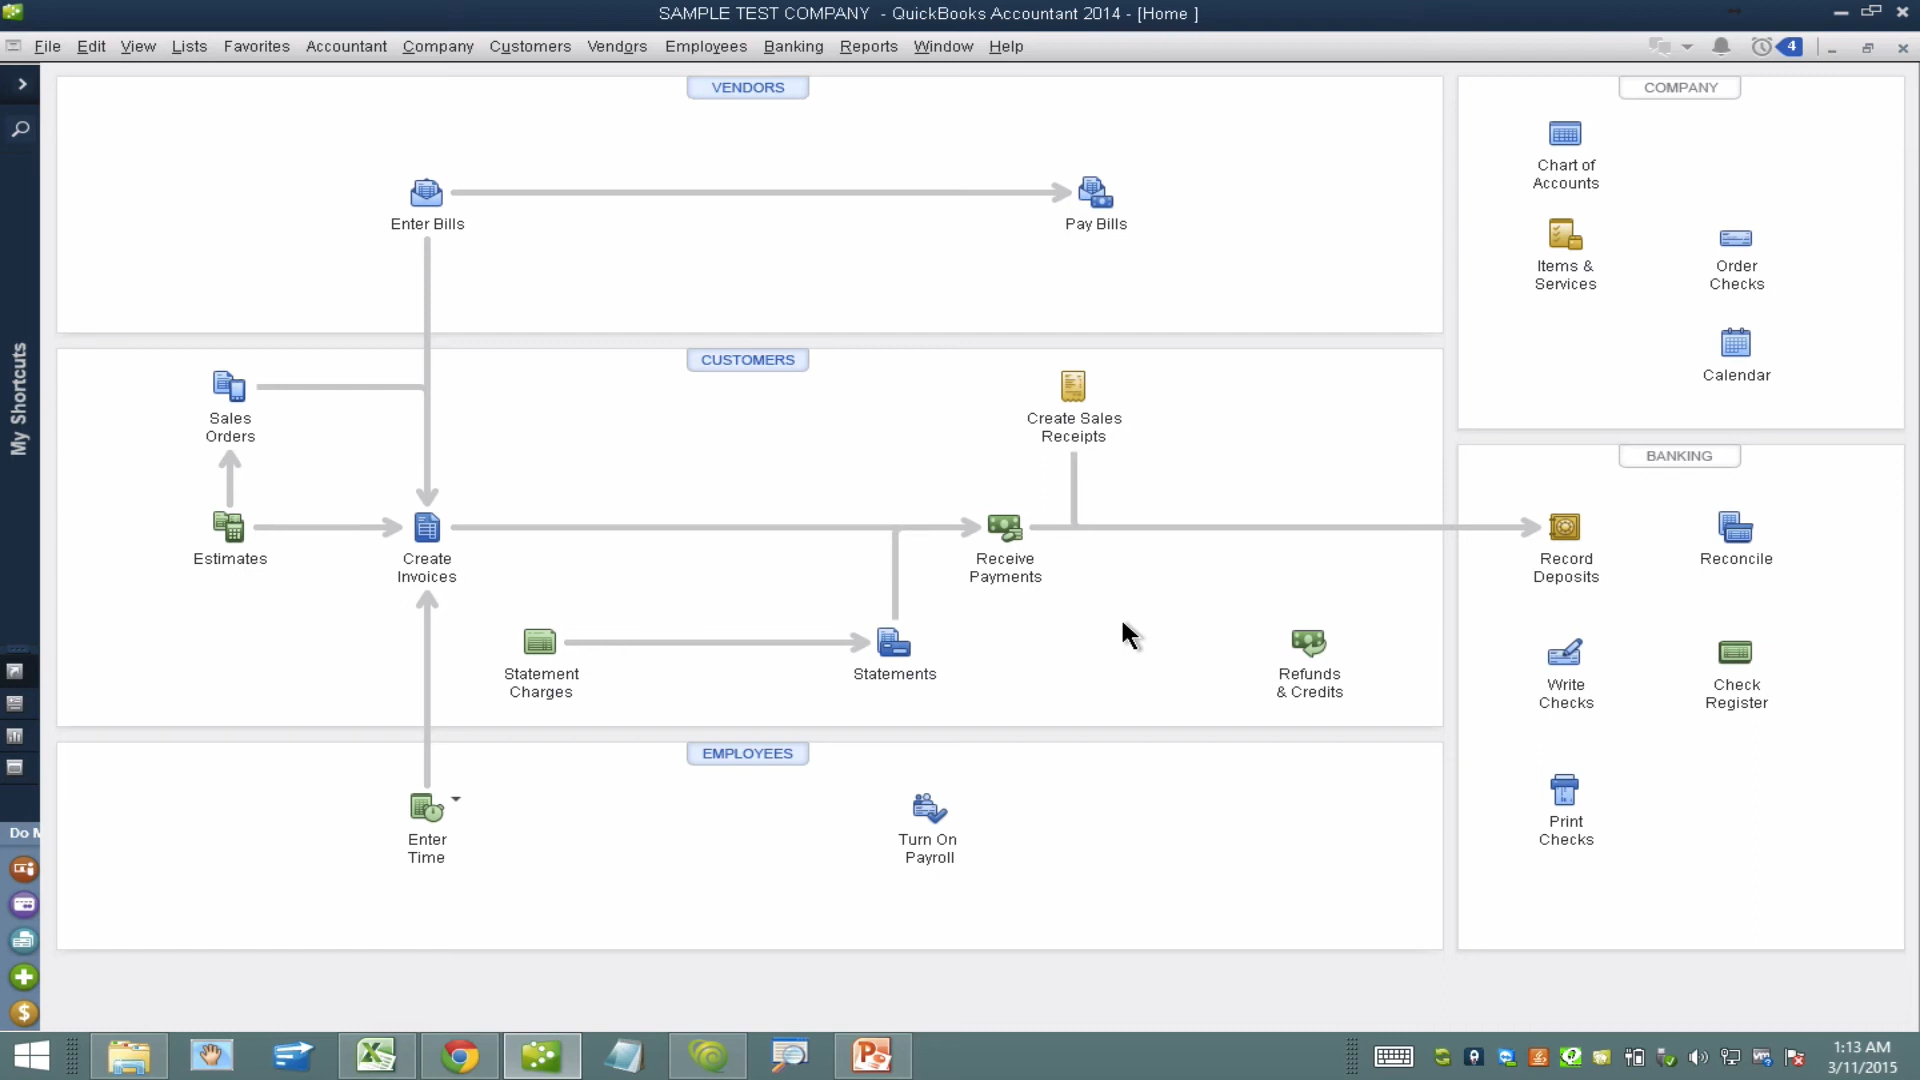 SAMPLE TEST COMPANY - QuickBooks Accountant 2014 - [Home ]
File Edit View Lists Favorites Accountant Company Customers Vendors Employees Banking Reports Window Help
4
VENDORS
Enter Bills
Pay Bills
CUSTOMERS
Sales
Orders
Create Sales
Receipts
Estimates
Create
Invoices
Receive
Payments
Statement
Charges
Statements
Refunds
& Credits
EMPLOYEES
Enter
Time
Turn On
Payroll
COMPANY
Chart of
Accounts
Items &
Services
Order
Checks
Calendar
BANKING
Record
Deposits
Reconcile
Write
Checks
Check
Register
Print
Checks
My Shortcuts
Do M
1:13 AM
3/11/2015